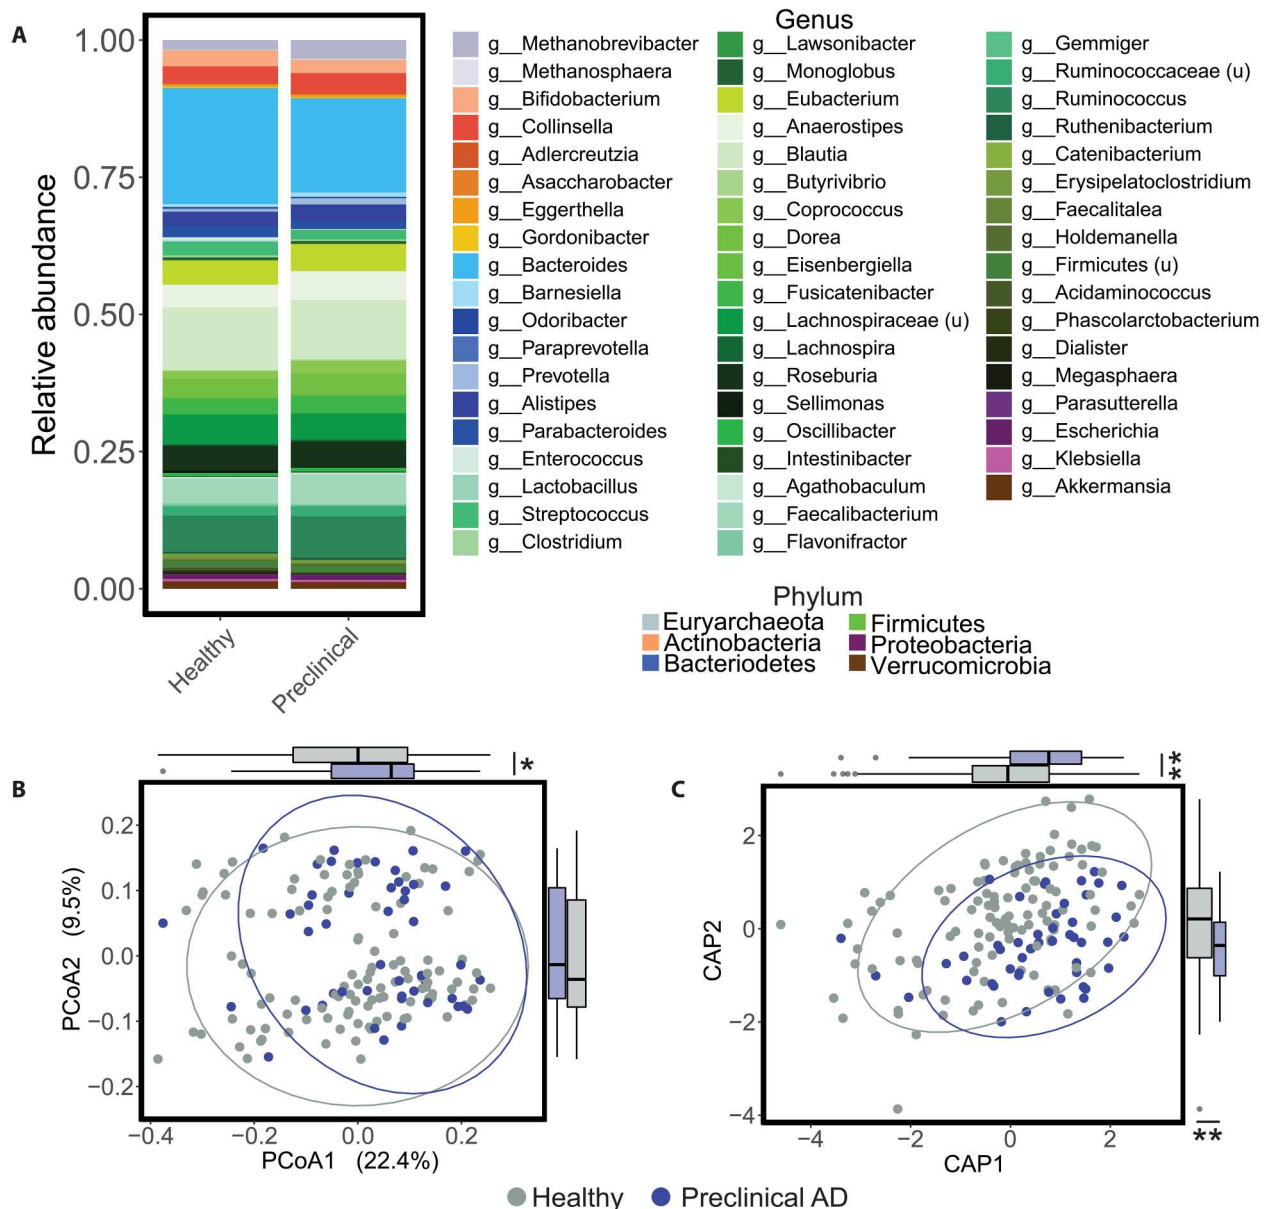 A
Genus
1.00
0.75
0.50
0.25
0.00
Relative abundance
Healthy
Preclinical
g__Methanobrevibacter
g__Methanosphaera
g__Bifidobacterium
g__Collinsella
g__Adlercreutzia
g__Asaccharobacter
g__Eggerthella
g__Gordonibacter
g__Bacteroides
g__Barnesiella
g__Odoribacter
g__Paraprevotella
g__Prevotella
g__Alistipes
g__Parabacteroides
g__Enterococcus
g__Lactobacillus
g__Streptococcus
g__Clostridium
g__Lawsonibacter
g__Monoglobus
g__Eubacterium
g__Anaerostipes
g__Blautia
g__Butyrivibrio
g__Coprococcus
g__Dorea
g__Eisenbergiella
g__Fusicatenibacter
g__Lachnospiraceae (u)
g__Lachnospira
g__Roseburia
g__Sellimonas
g__Oscillibacter
g__Intestinibacter
g__Agathobaculum
g__Faecalibacterium
g__Flavonifractor
g__Gemmiger
g__Ruminococcaceae (u)
g__Ruminococcus
g__Ruthenibacterium
g__Catenibacterium
g__Erysipelatoclostridium
g__Faecalitalea
g__Holdemanella
g__Firmicutes (u)
g__Acidaminococcus
g__Phascolarctobacterium
g__Dialister
g__Megasphaera
g__Parasutterella
g__Escherichia
g__Klebsiella
g__Akkermansia
Phylum
Euryarchaeota
Actinobacteria
Bacteriodetes
Firmicutes
Proteobacteria
Verrucomicrobia
B
*
0.2
0.1
0.0
−0.1
−0.2
PCoA2 (9.5%)
−0.4
−0.2
0.0
0.2
PCoA1 (22.4%)
C
**
2
0
−2
−4
CAP2
−4
−2
0
2
CAP1
**
Healthy
Preclinical AD